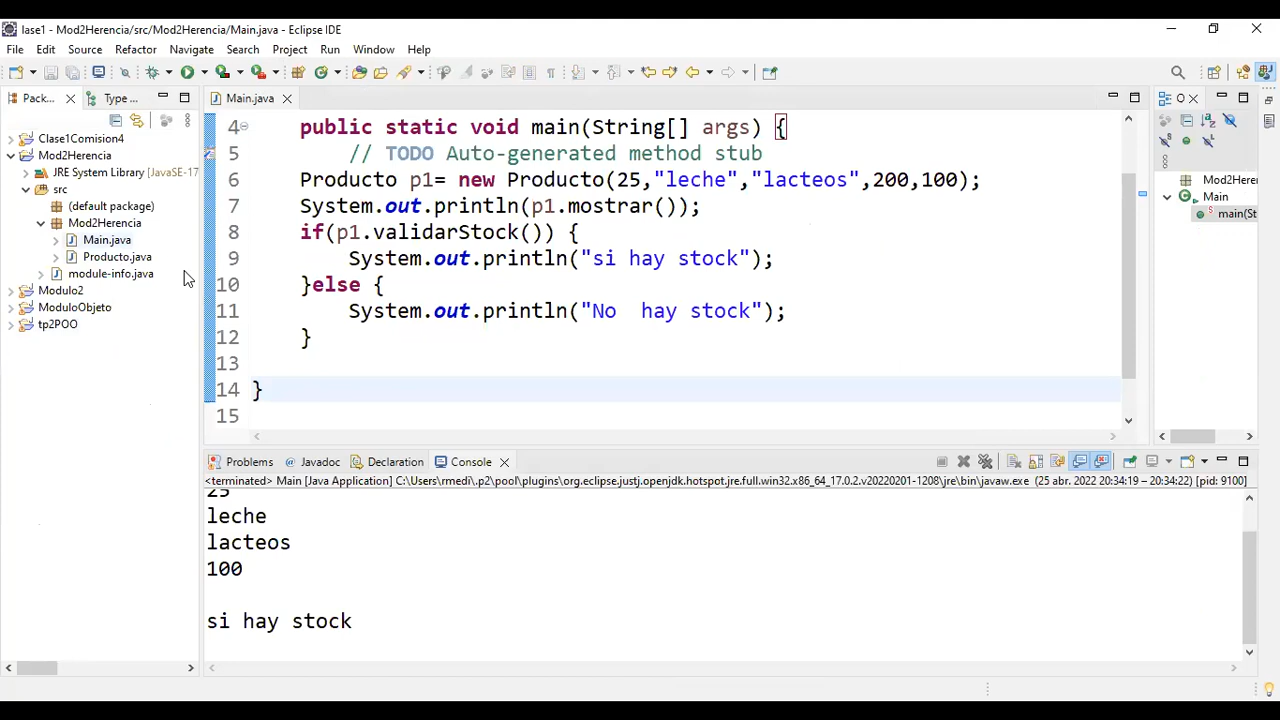 lase1 - Mod2Herencia/src/Mod2Herencia/Main.java - Eclipse IDE
File Edit Source Refactor Navigate Search Project Run Window Help
Pack... Type ...
Clase1Comision4
Mod2Herencia
JRE System Library [JavaSE-17
src
(default package)
Mod2Herencia
Main.java
Producto.java
module-info.java
Modulo2
ModuloObjeto
tp2POO
Main.java
4 public static void main(String[] args) {
5 // TODO Auto-generated method stub
6 Producto p1= new Producto(25,"leche","lacteos",200,100);
7 System.out.println(p1.mostrar());
8 if(p1.validarStock()) {
9 System.out.println("si hay stock");
10 }else {
11 System.out.println("No  hay stock");
12 }
13
14 }
15
O
Mod2Herer
Main
main(St
Problems Javadoc Declaration Console
<terminated> Main [Java Application] C:\Users\rmedi\.p2\pool\plugins\org.eclipse.justj.openjdk.hotspot.jre.full.win32.x86_64_17.0.2.v20220201-1208\jre\bin\javaw.exe (25 abr. 2022 20:34:19 – 20:34:22) [pid: 9100]
25
leche
lacteos
100
si hay stock